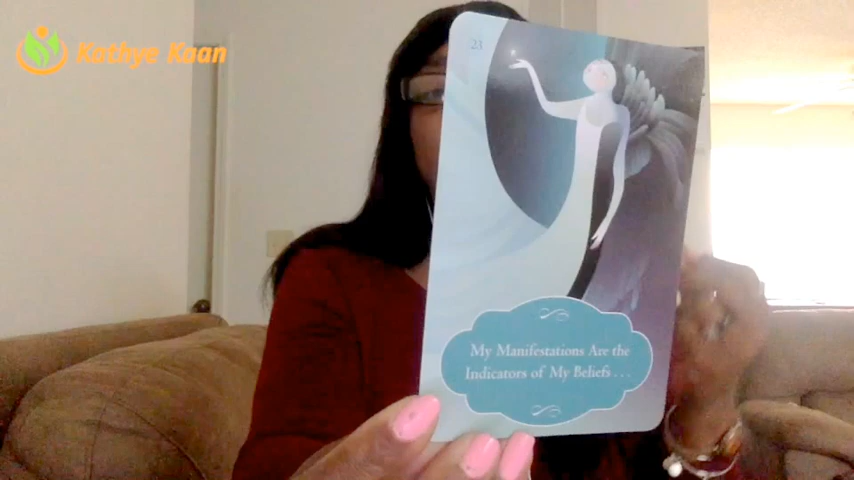 Kathye Kaan
23
My Manifestations Are the
Indicators of My Beliefs . . .